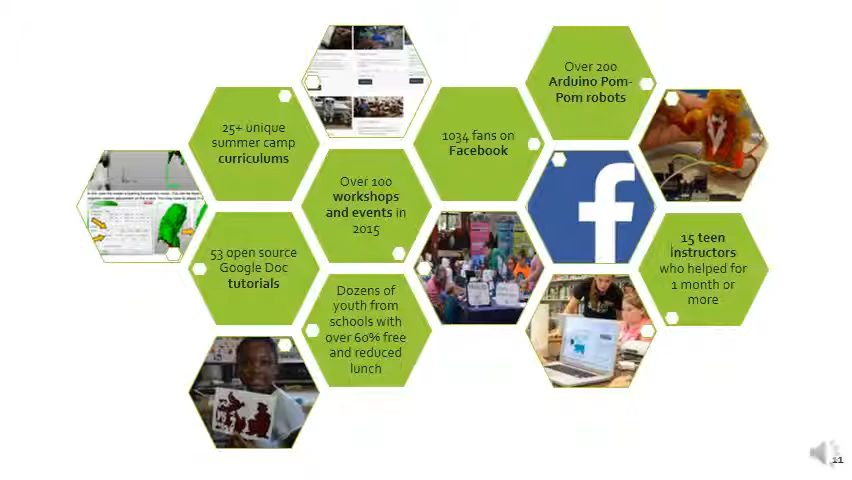 Over 200
Arduino Pom-
Pom robots
25+ unique
summer camp
curriculums
1034 fans on
Facebook
Over 100
workshops
and events in
2015
f
53 open source
Google Doc
tutorials
15 teen
instructors
who helped for
1 month or
more
Dozens of
youth from
schools with
over 60% free
and reduced
lunch
11